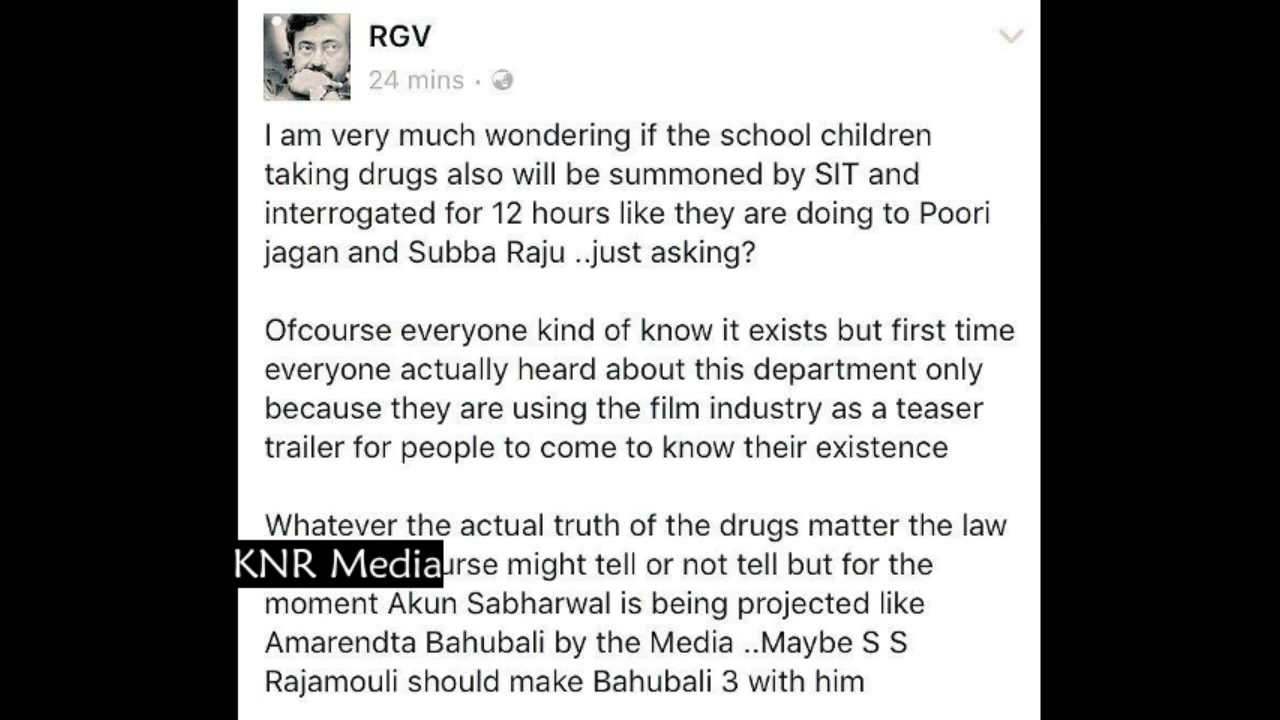 RGV
24 mins ·
I am very much wondering if the school children
taking drugs also will be summoned by SIT and
interrogated for 12 hours like they are doing to Poori
jagan and Subba Raju ..just asking?
Ofcourse everyone kind of know it exists but first time
everyone actually heard about this department only
because they are using the film industry as a teaser
trailer for people to come to know their existence
Whatever the actual truth of the drugs matter the law
KNR Media urse might tell or not tell but for the
moment Akun Sabharwal is being projected like
Amarendta Bahubali by the Media ..Maybe S S
Rajamouli should make Bahubali 3 with him